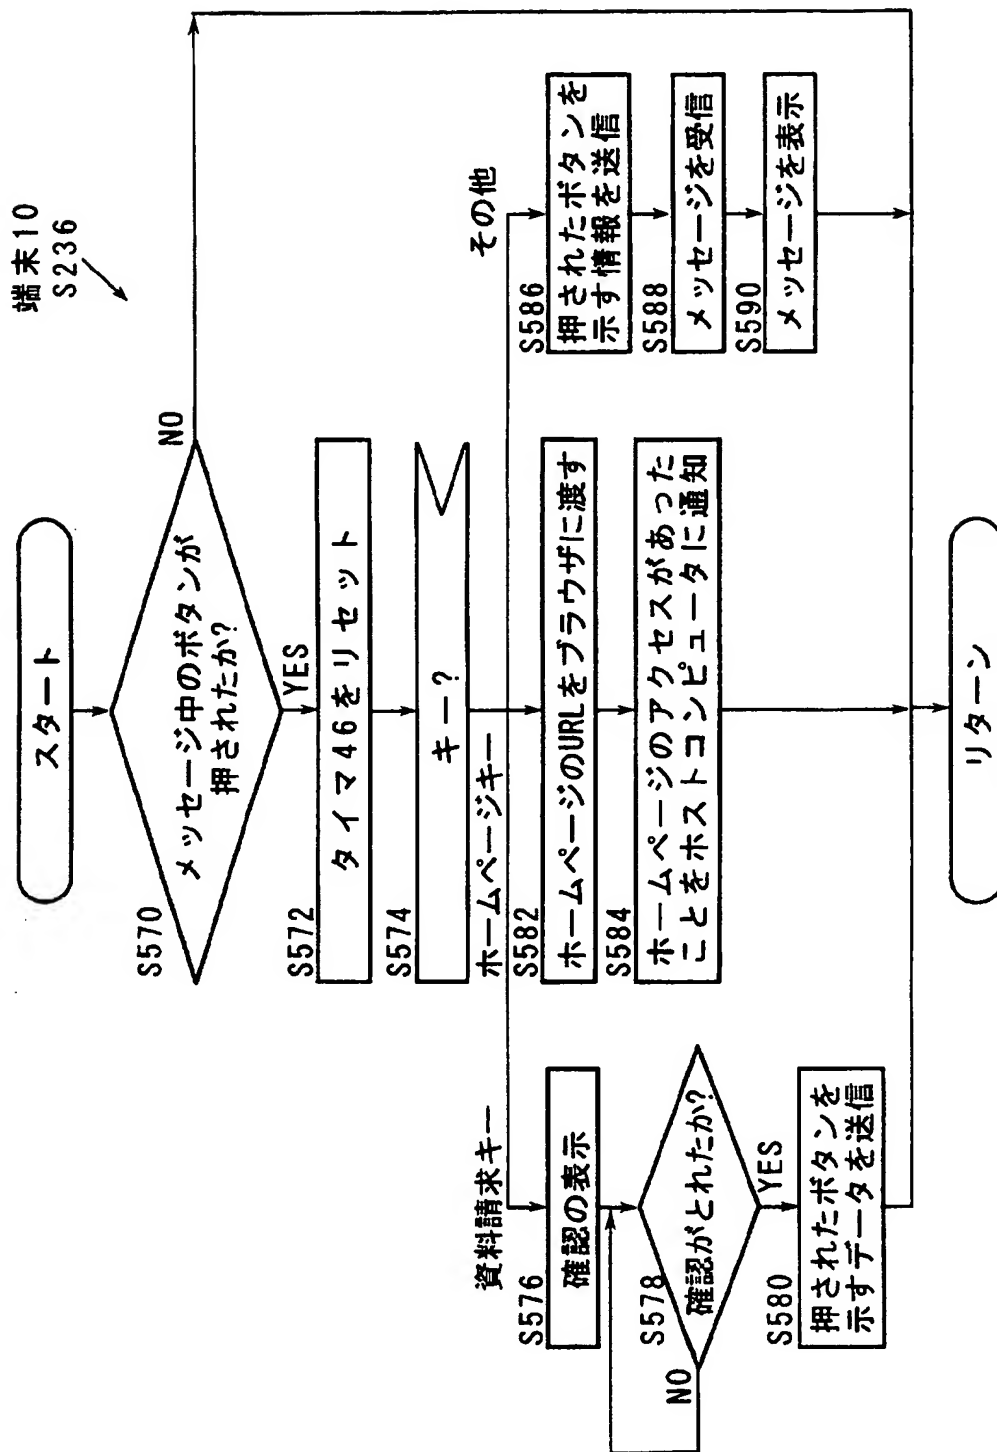 端末10
S236
スタート
S570
メッセージ中のボタンが
押されたか?
NO
YES
S572
タイマ46をリセット
S574
キー?
資料請求キー
ホームページキー
その他
S576
確認の表示
S578
確認がとれたか?
NO
YES
S580
押されたボタンを
示すデータを送信
S582
ホームページのURLをブラウザに渡す
S584
ホームページのアクセスがあった
ことをホストコンピュータに通知
S586
押されたボタンを
示す情報を送信
S588
メッセージを受信
S590
メッセージを表示
リターン